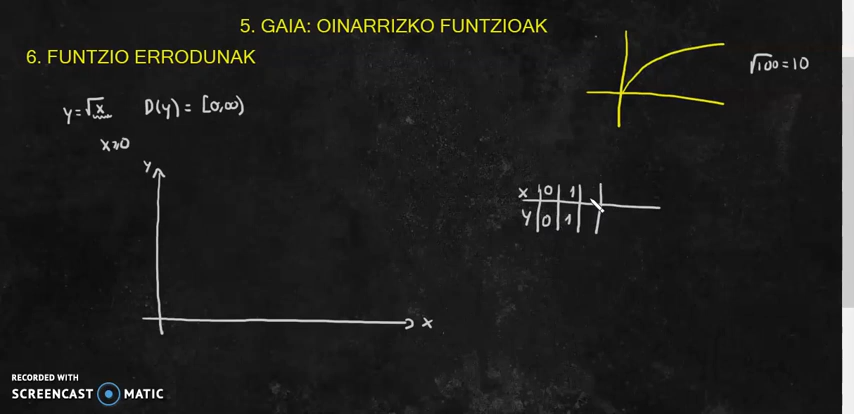 5. GAIA: OINARRIZKO FUNTZIOAK
6. FUNTZIO ERRODUNAK
√100 = 10
y = √x D(y) = [0,∞)
x≥0
y
x
x 0 1
y 0 1
RECORDED WITH
SCREENCAST MATIC